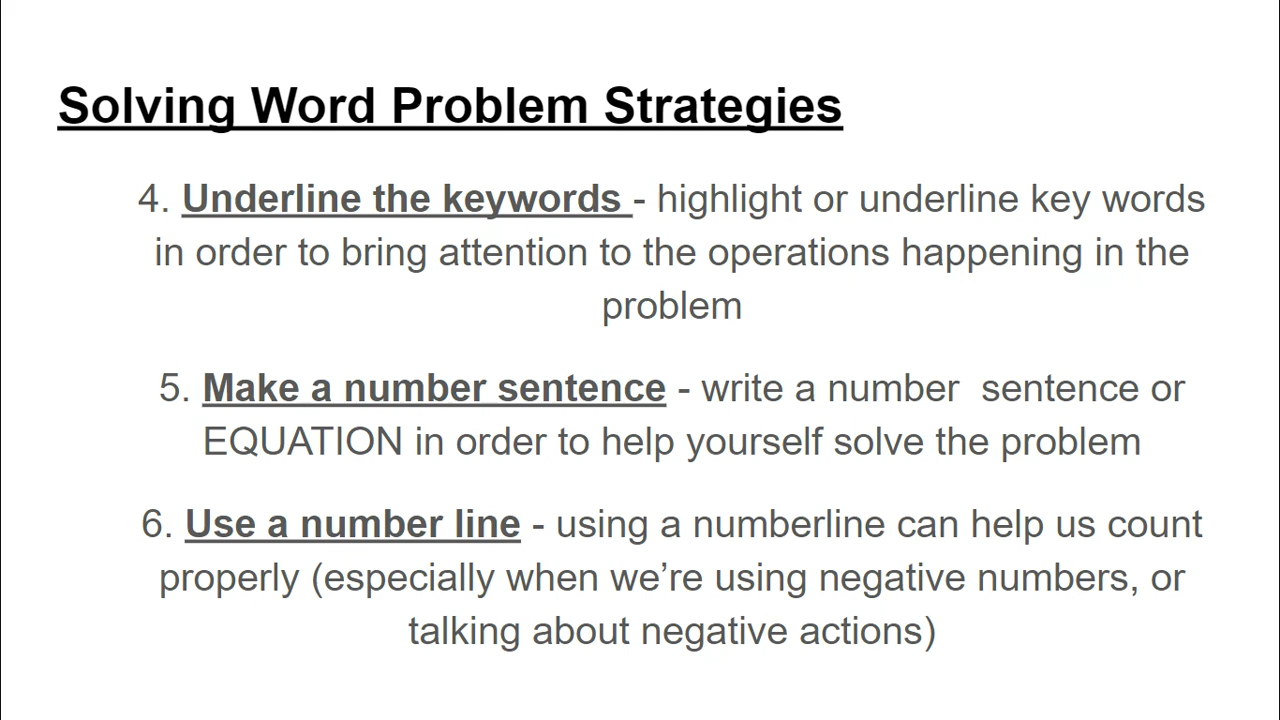 Solving Word Problem Strategies
4. Underline the keywords - highlight or underline key words
in order to bring attention to the operations happening in the
problem
5. Make a number sentence - write a number  sentence or
EQUATION in order to help yourself solve the problem
6. Use a number line - using a numberline can help us count
properly (especially when we’re using negative numbers, or
talking about negative actions)